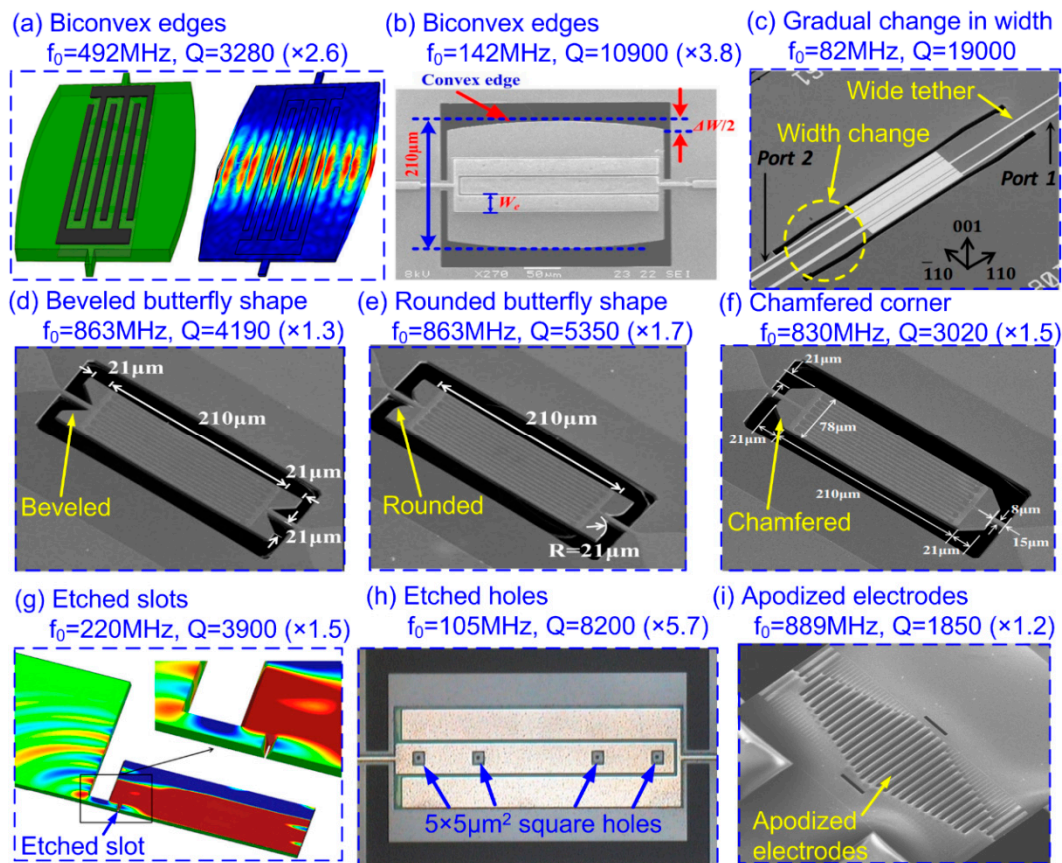 (a) Biconvex edges
f₀=492MHz, Q=3280 (×2.6)
(b) Biconvex edges
f₀=142MHz, Q=10900 (×3.8)
Convex edge
ΔW/2
210μm
Wₑ
8kV X270 50μm 23 22 SEI
(c) Gradual change in width
f₀=82MHz, Q=19000
Wide tether
Width change
Port 2
Port 1
001
1̅10
110
(d) Beveled butterfly shape
f₀=863MHz, Q=4190 (×1.3)
21μm
210μm
21μm
Beveled
21μm
(e) Rounded butterfly shape
f₀=863MHz, Q=5350 (×1.7)
210μm
Rounded
R=21μm
(f) Chamfered corner
f₀=830MHz, Q=3020 (×1.5)
21μm
78μm
21μm
210μm
8μm
Chamfered
21μm
15μm
(g) Etched slots
f₀=220MHz, Q=3900 (×1.5)
Etched slot
(h) Etched holes
f₀=105MHz, Q=8200 (×5.7)
5×5μm² square holes
(i) Apodized electrodes
f₀=889MHz, Q=1850 (×1.2)
Apodized
electrodes